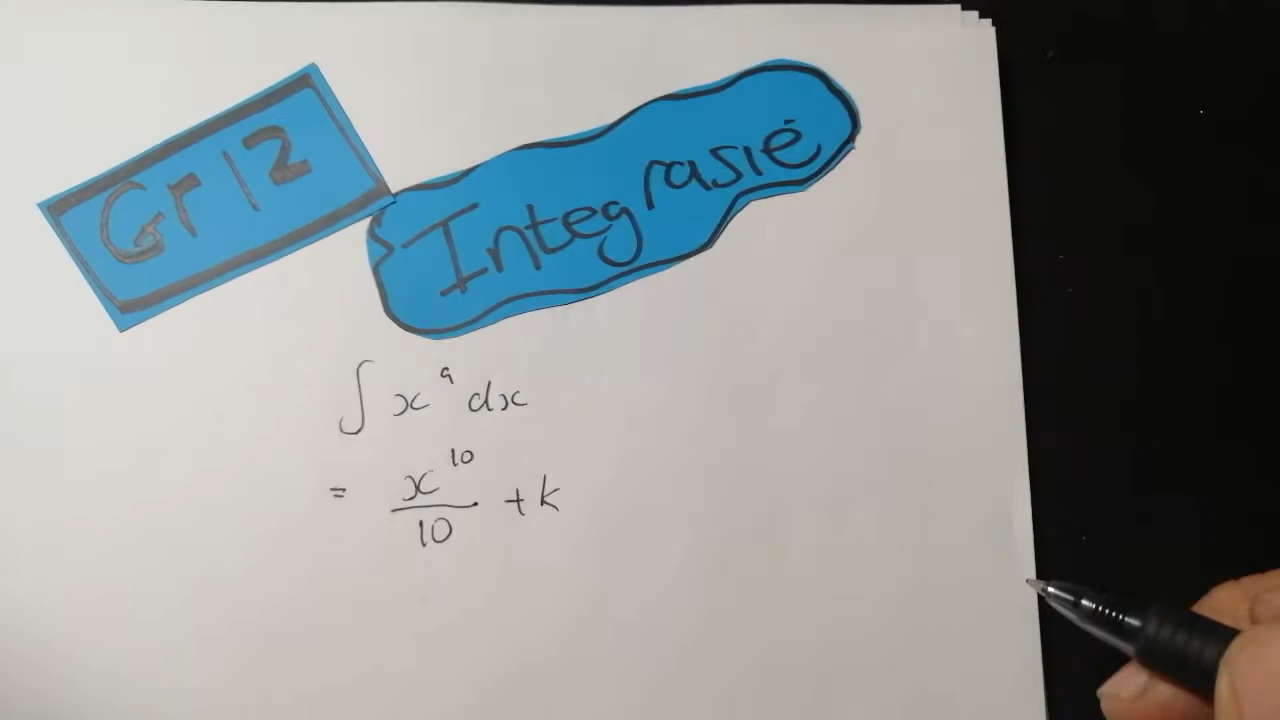 Gr 12
Integrasie
∫ x⁹ dx
= x¹⁰/10 + k